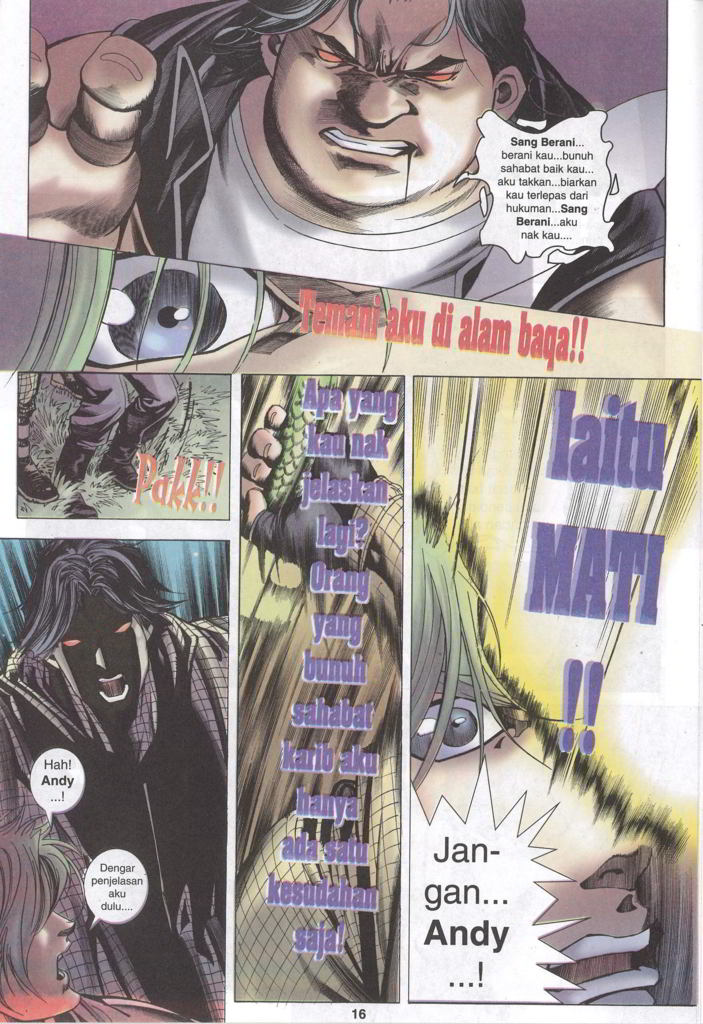 Sang Berani...
berani kau...bunuh
sahabat baik kau...
aku takkan...biarkan
kau terlepas dari
hukuman...Sang
Berani...aku
nak kau....
Temani aku di alam baqa!!
Pakk!!
Hah!
Andy
...!
Dengar
penjelasan
aku
dulu....
Apa yang
kau nak
jelaskan
lagi?
Orang
yang
bunuh
sahabat
karib aku
hanya
ada satu
kesudahan
saja!
Iaitu
MATI
!!
Jan-
gan...
Andy
...!
16